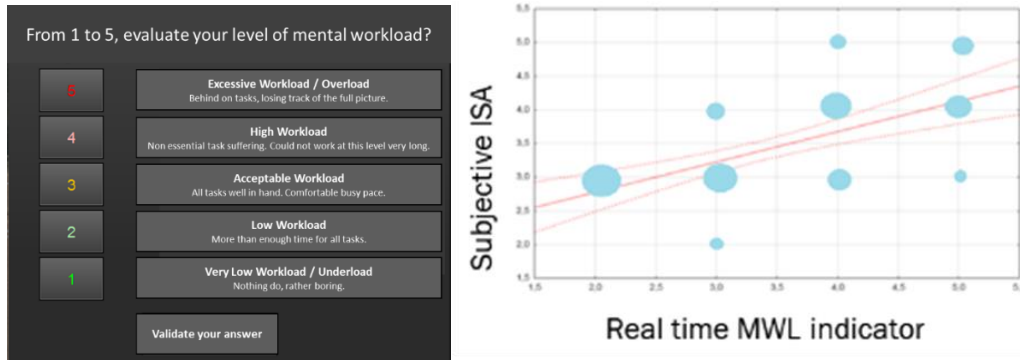 From 1 to 5, evaluate your level of mental workload?
5
Excessive Workload / Overload
Behind on tasks, losing track of the full picture.
4
High Workload
Non essential task suffering. Could not work at this level very long.
3
Acceptable Workload
All tasks well in hand. Comfortable busy pace.
2
Low Workload
More than enough time for all tasks.
1
Very Low Workload / Underload
Nothing do, rather boring.
Validate your answer
Subjective ISA
5,5
5,0
4,5
4,0
3,5
3,0
2,5
2,0
1,5
1,5 2,0 2,5 3,0 3,5 4,0 4,5 5,0 5,
Real time MWL indicator